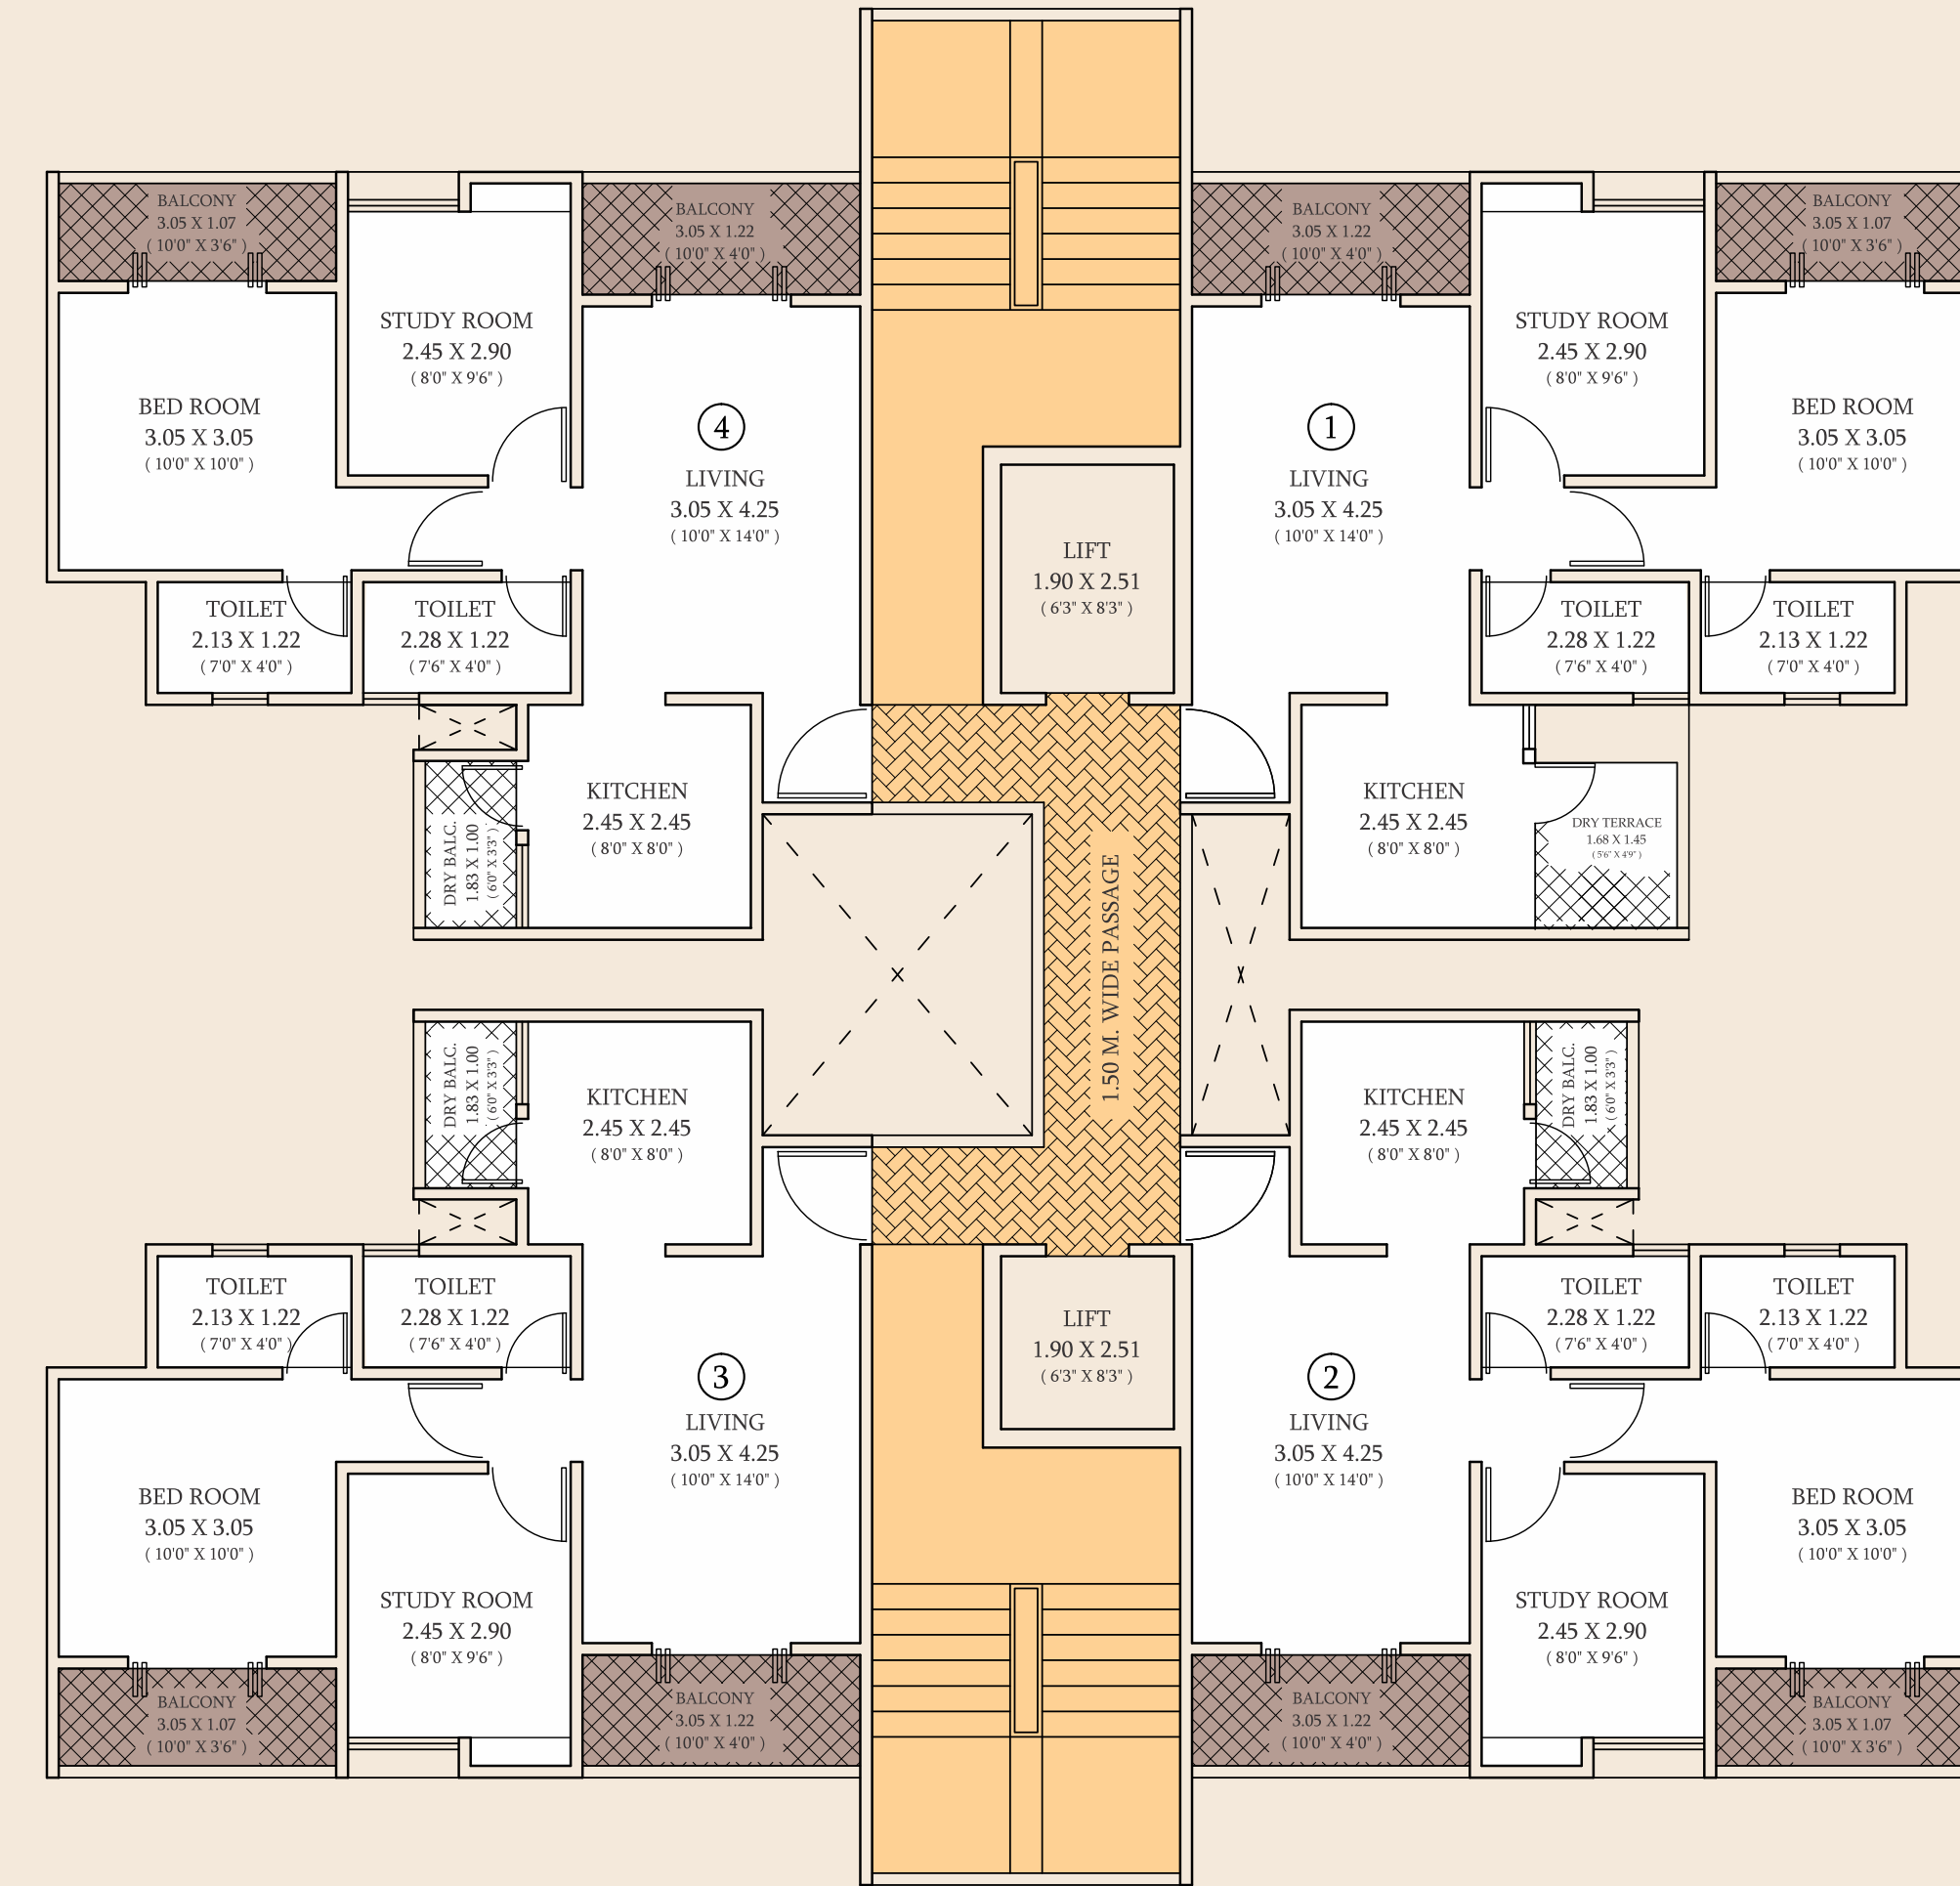 BALCONY
3.05 X 1.07
( 10'0" X 3'6" )
BALCONY
3.05 X 1.22
(10'0" X 4'0" )
BALCONY
3.05 X 1.22
(10'0" X 4'0" )
BALCONY
3.05 X 1.07
( 10'0" X 3'6" )
STUDY ROOM
2.45 X 2.90
( 8'0" X 9'6" )
STUDY ROOM
2.45 X 2.90
( 8'0" X 9'6" )
BED ROOM
3.05 X 3.05
( 10'0" X 10'0" )
4
LIVING
3.05 X 4.25
( 10'0" X 14'0" )
1
LIVING
3.05 X 4.25
( 10'0" X 14'0" )
BED ROOM
3.05 X 3.05
( 10'0" X 10'0" )
LIFT
1.90 X 2.51
( 6'3" X 8'3" )
TOILET
2.13 X 1.22
( 7'0" X 4'0" )
TOILET
2.28 X 1.22
( 7'6" X 4'0" )
TOILET
2.28 X 1.22
( 7'6" X 4'0" )
TOILET
2.13 X 1.22
( 7'0" X 4'0" )
DRY BALC.
1.83 X 1.00
( 6'0" X 3'3" )
KITCHEN
2.45 X 2.45
( 8'0" X 8'0" )
KITCHEN
2.45 X 2.45
( 8'0" X 8'0" )
DRY TERRACE
1.68 X 1.45
( 5'6" X 4'9" )
1.50 M. WIDE PASSAGE
DRY BALC.
1.83 X 1.00
( 6'0" X 3'3" )
KITCHEN
2.45 X 2.45
( 8'0" X 8'0" )
KITCHEN
2.45 X 2.45
( 8'0" X 8'0" )
DRY BALC.
1.83 X 1.00
( 6'0" X 3'3" )
TOILET
2.13 X 1.22
( 7'0" X 4'0" )
TOILET
2.28 X 1.22
( 7'6" X 4'0" )
LIFT
1.90 X 2.51
( 6'3" X 8'3" )
TOILET
2.28 X 1.22
( 7'6" X 4'0" )
TOILET
2.13 X 1.22
( 7'0" X 4'0" )
3
LIVING
3.05 X 4.25
( 10'0" X 14'0" )
2
LIVING
3.05 X 4.25
( 10'0" X 14'0" )
BED ROOM
3.05 X 3.05
( 10'0" X 10'0" )
BED ROOM
3.05 X 3.05
( 10'0" X 10'0" )
STUDY ROOM
2.45 X 2.90
( 8'0" X 9'6" )
STUDY ROOM
2.45 X 2.90
( 8'0" X 9'6" )
BALCONY
3.05 X 1.07
( 10'0" X 3'6" )
BALCONY
3.05 X 1.22
(10'0" X 4'0" )
BALCONY
3.05 X 1.22
(10'0" X 4'0" )
BALCONY
3.05 X 1.07
( 10'0" X 3'6" )